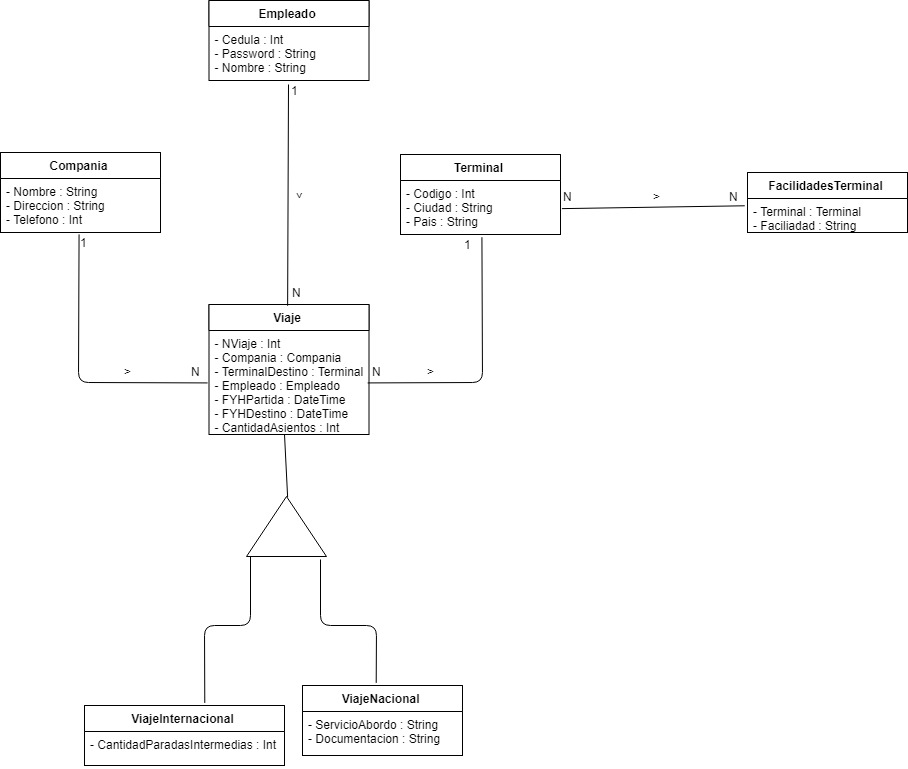 Empleado
- Cedula : Int
- Password : String
- Nombre : String
1
v
N
Compania
- Nombre : String
- Direccion : String
- Telefono : Int
1
>
N
Terminal
- Codigo : Int
- Ciudad : String
- Pais : String
1
N
>
N
FacilidadesTerminal
- Terminal : Terminal
- Faciliadad : String
Viaje
- NViaje : Int
- Compania : Compania
- TerminalDestino : Terminal
- Empleado : Empleado
- FYHPartida : DateTime
- FYHDestino : DateTime
- CantidadAsientos : Int
N
>
ViajeInternacional
- CantidadParadasIntermedias : Int
ViajeNacional
- ServicioAbordo : String
- Documentacion : String